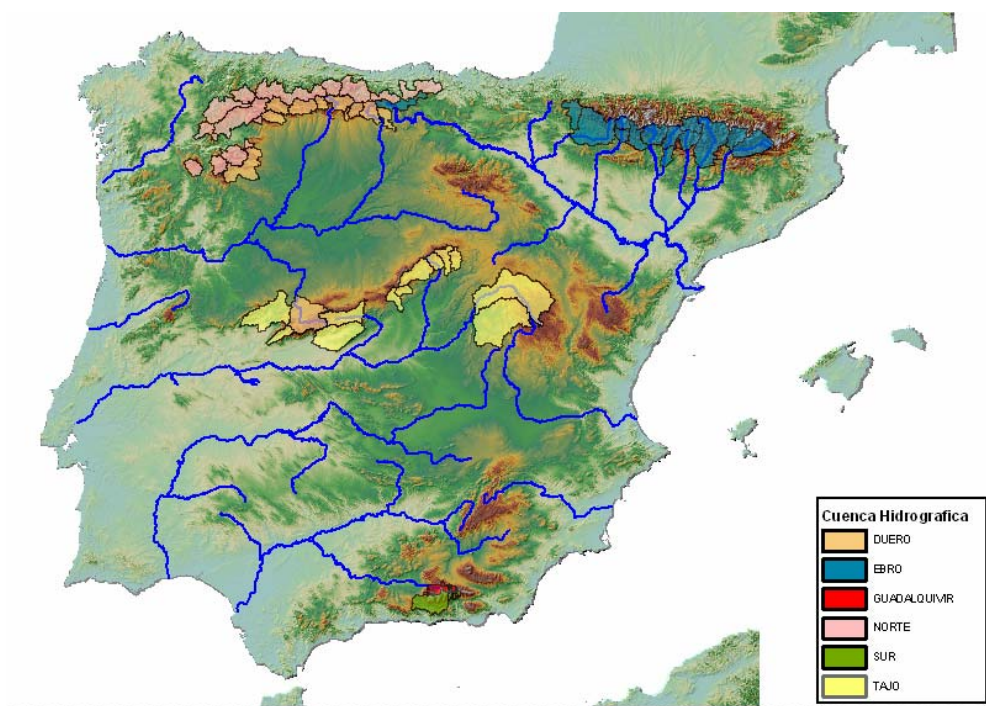 Cuenca Hidrografica
DUERO
EBRO
GUADALQUIVIR
NORTE
SUR
TAJO